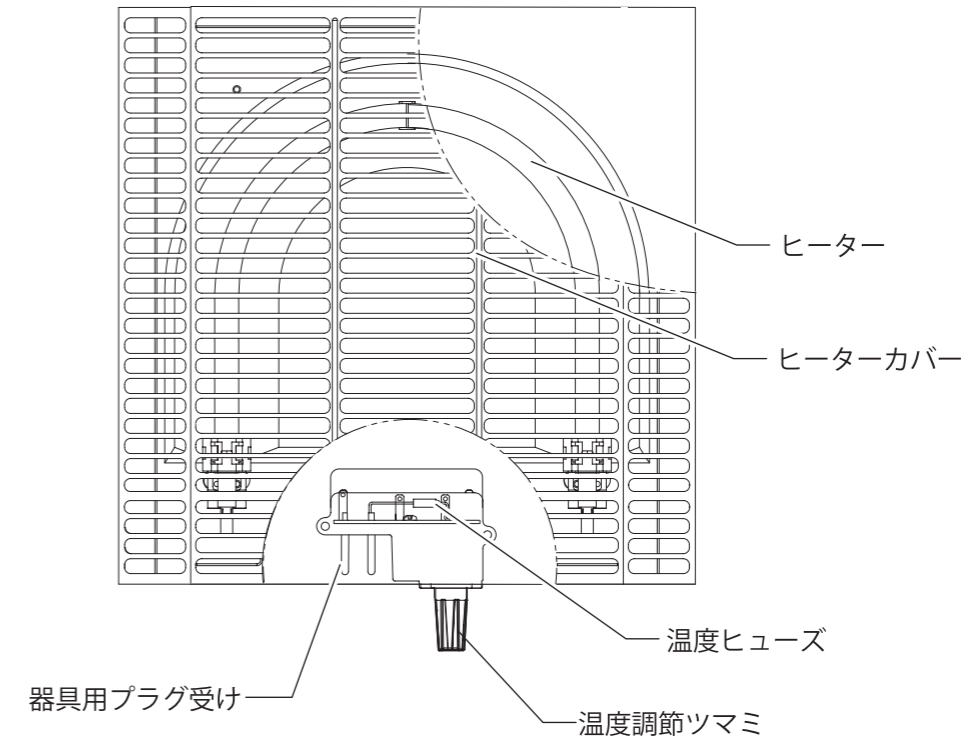 ヒーター
ヒーターカバー
温度ヒューズ
器具用プラグ受け
温度調節ツマミ